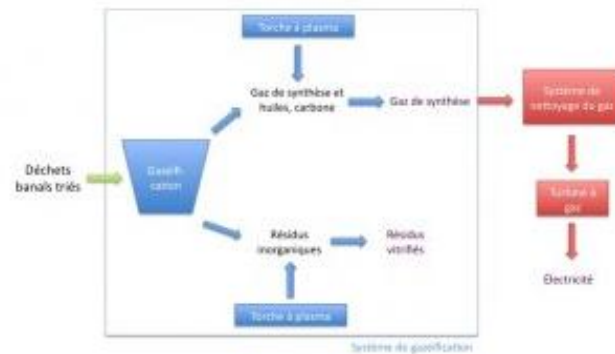 Torche à plasma
Gaz de synthèse et
huiles, carbone
Gaz de synthèse
Système de
nettoyage du gaz
Déchets
banals triés
Gazéifi-
cation
Turbine à
gaz
Résidus
inorganiques
Résidus
vitrifiés
Électricité
Torche à plasma
Système de gazéification